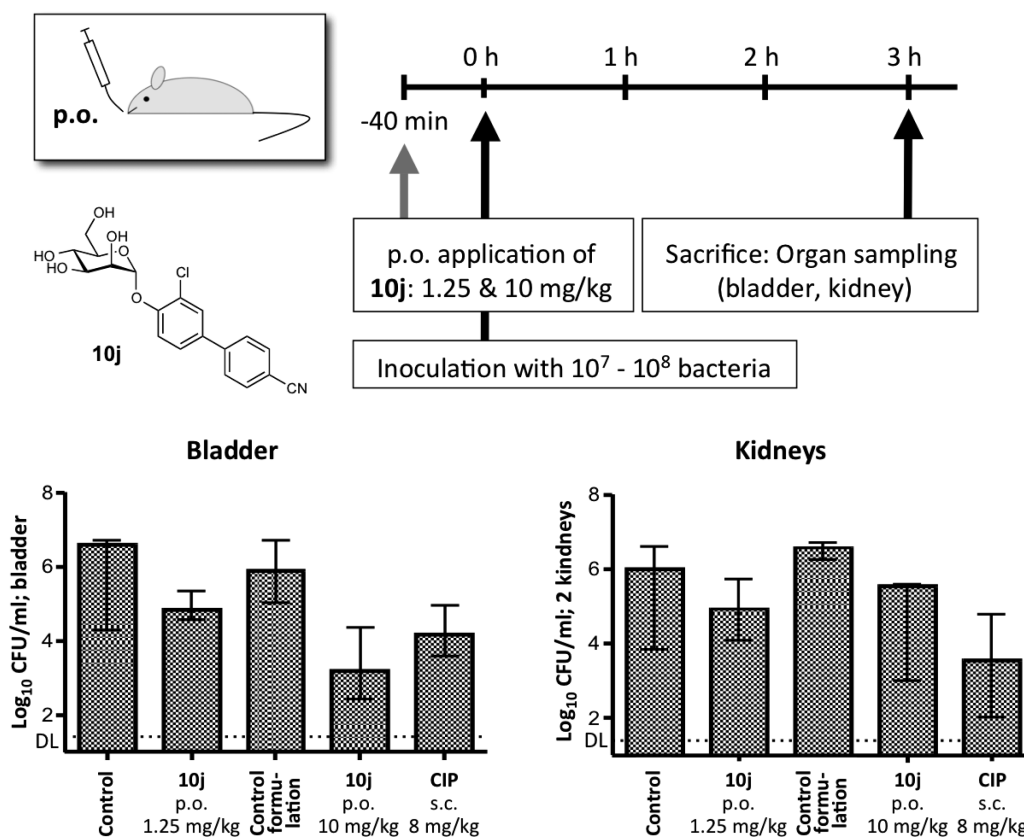 p.o.
0 h
1 h
2 h
3 h
-40 min
p.o. application of
10j: 1.25 & 10 mg/kg
Sacrifice: Organ sampling
(bladder, kidney)
Inoculation with 10⁷ - 10⁸ bacteria
OH
OH
HO
O
HO
Cl
O
CN
10j
Bladder
Log₁₀ CFU/ml; bladder
8
6
4
2
DL
Control
10j
p.o.
1.25 mg/kg
Control
formu-
lation
10j
p.o.
10 mg/kg
CIP
s.c.
8 mg/kg
Kidneys
Log₁₀ CFU/ml; 2 kindneys
8
6
4
2
DL
Control
10j
p.o.
1.25 mg/kg
Control
formu-
lation
10j
p.o.
10 mg/kg
CIP
s.c.
8 mg/kg